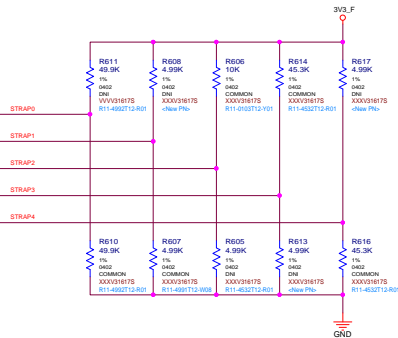 3V3_F
R611
49.9K
1%
0402
DNI
VVVV31617S
R11-4992T12-R01
R608
4.99K
1%
0402
DNI
XXXV31617S
<New PN>
R606
10K
1%
0402
COMMON
XXXV31617S
R11-0103T12-Y01
R614
45.3K
1%
0402
COMMON
XXXV31617S
R11-4532T12-R01
R617
4.99K
1%
0402
DNI
XXXV31617S
<New PN>
STRAP0
STRAP1
STRAP2
STRAP3
STRAP4
R610
49.9K
1%
0402
COMMON
XXXV31617S
R11-4992T12-R01
R607
4.99K
1%
0402
COMMON
XXXV31617S
R11-4991T12-W08
R605
4.99K
1%
0402
DNI
XXXV31617S
R11-4532T12-R01
R613
4.99K
1%
0402
DNI
XXXV31617S
<New PN>
R616
45.3K
1%
0402
COMMON
XXXV31617S
R11-4532T12-R01
GND